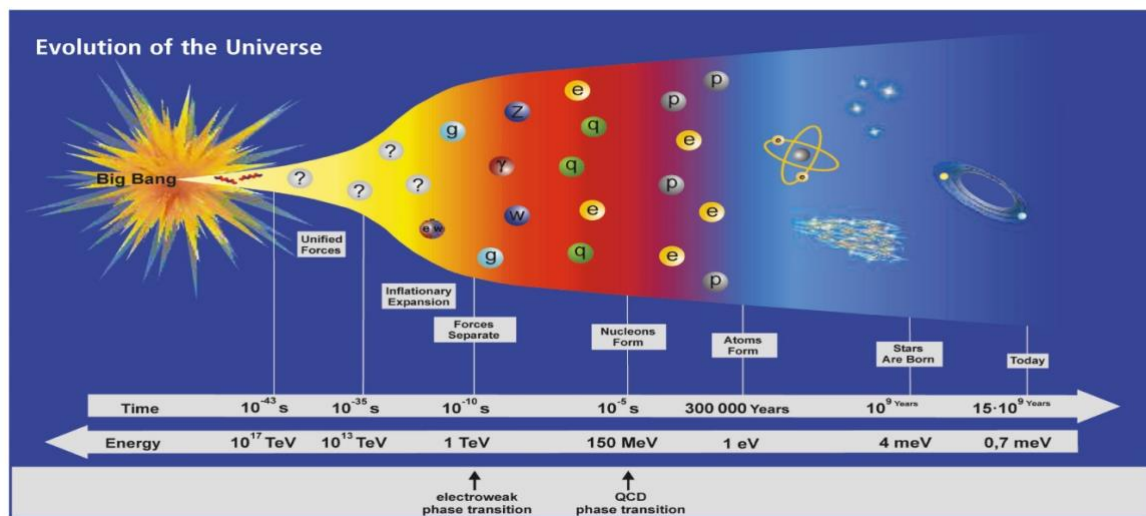 Evolution of the Universe
Big Bang
?
?
?
?
g
e w
g
Z
γ
w
e
q
q
e
q
p
e
p
e
p
e
p
Unified
Forces
Inflationary
Expansion
Forces
Separate
Nucleons
Form
Atoms
Form
Stars
Are Born
Today
Time 10⁻⁴³ s 10⁻³⁵ s 10⁻¹⁰ s 10⁻⁵ s 300 000 Years 10⁹ Years 15·10⁹ Years
Energy 10¹⁷ TeV 10¹³ TeV 1 TeV 150 MeV 1 eV 4 meV 0,7 meV
electroweak
phase transition
QCD
phase transition